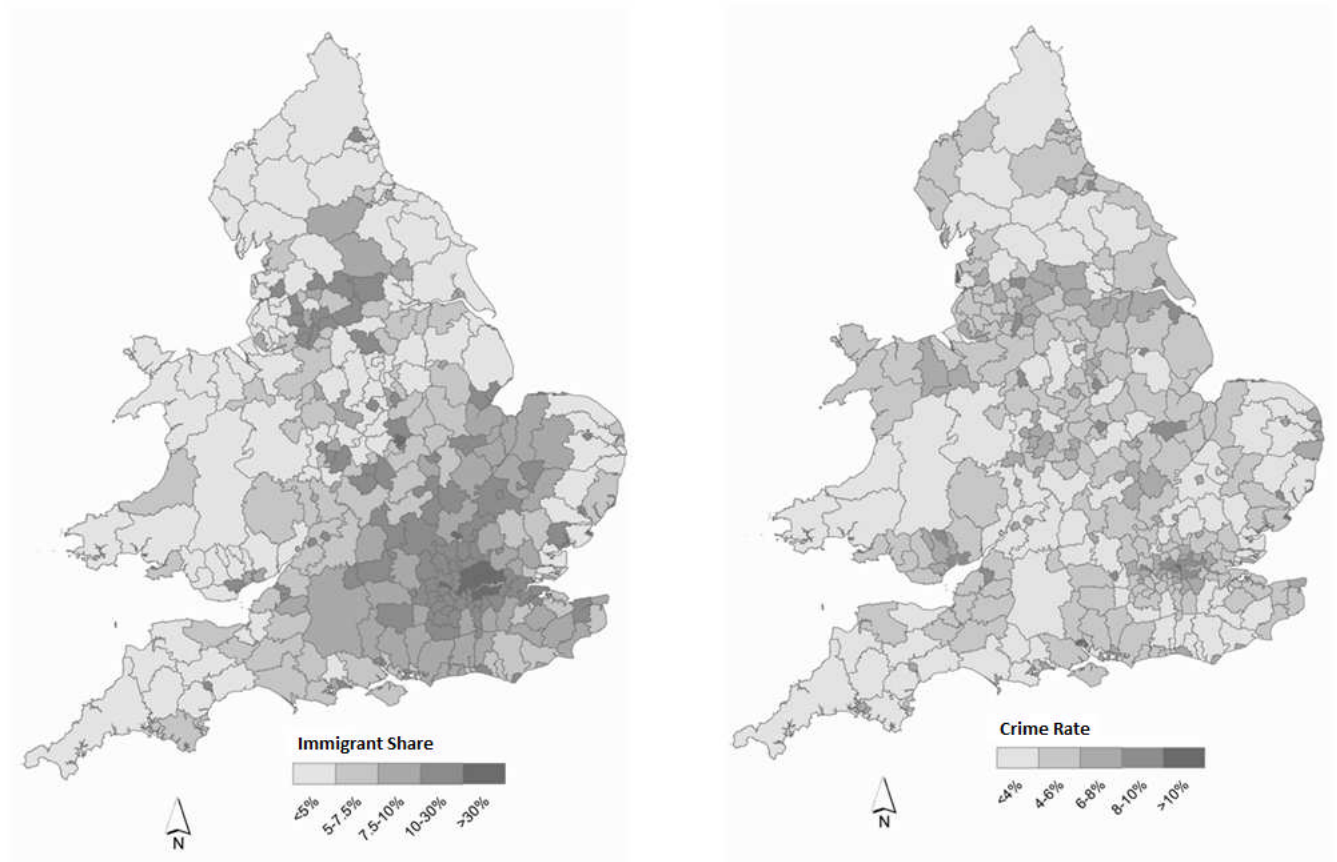 Immigrant Share
<5%
5-7.5%
7.5-10%
10-30%
>30%
N
Crime Rate
<4%
4-6%
6-8%
8-10%
>10%
N